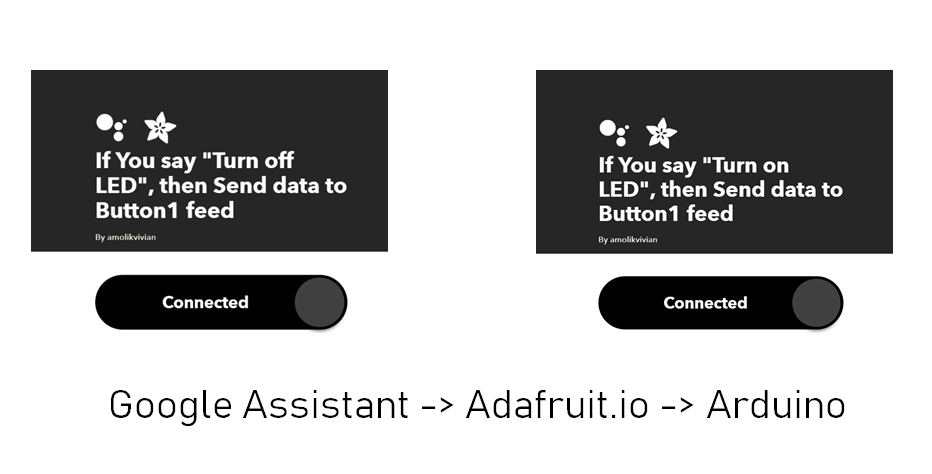 If You say "Turn off
LED", then Send data to
Button1 feed
By amolikvivian
Connected
If You say "Turn on
LED", then Send data to
Button1 feed
By amolikvivian
Connected
Google Assistant -> Adafruit.io -> Arduino